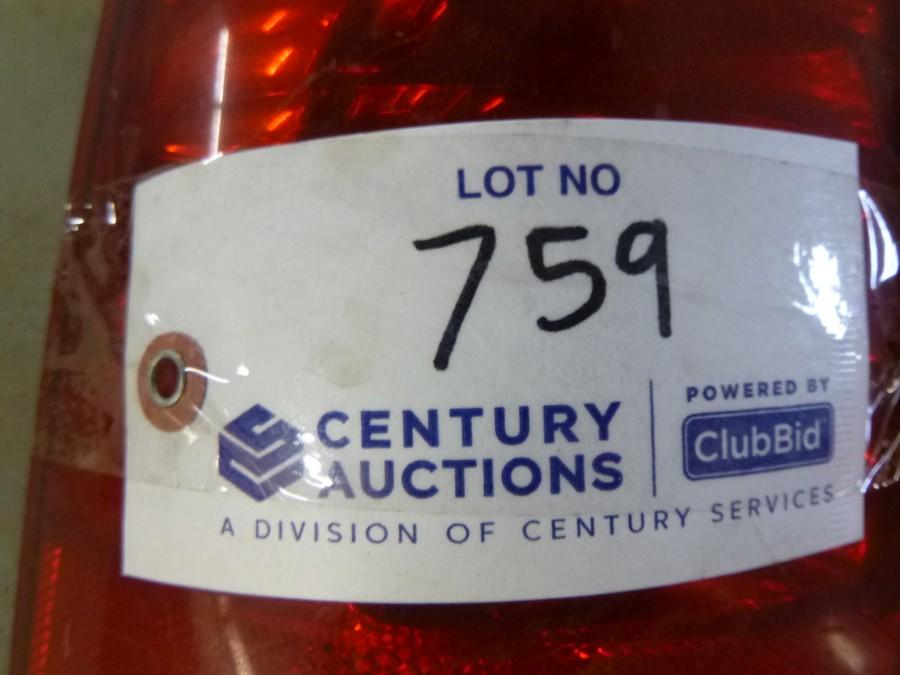 LOT NO
759
CENTURY
AUCTIONS
A DIVISION OF CENTURY SERVICES
POWERED BY
ClubBid